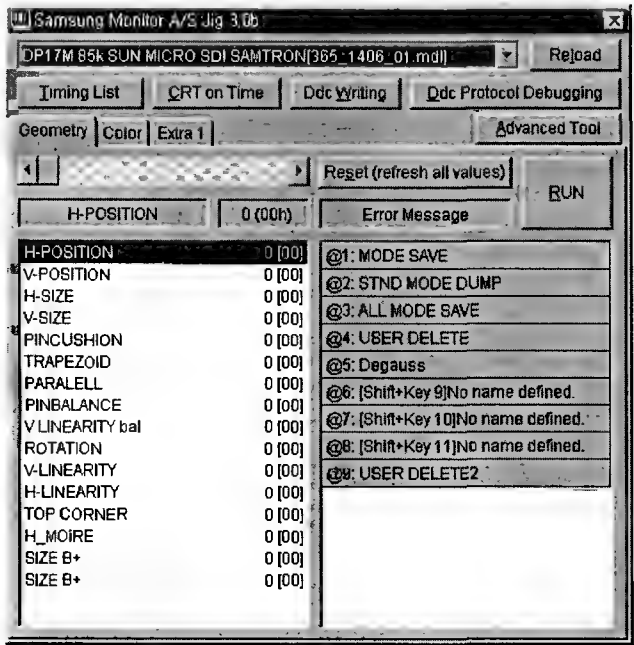 Samsung Monitor A/S Jig 3.0b
DP17M 85k SUN MICRO SDI SAMTRON[365_1406_01.mdl]
Reload
Timing List
CRT on Time
Ddc Writing
Ddc Protocol Debugging
Geometry
Color
Extra 1
Advanced Tool
Reset (refresh all values)
RUN
H-POSITION
0 (00h)
Error Message
H-POSITION 0 [00]
V-POSITION 0 [00]
H-SIZE 0 [00]
V-SIZE 0 [00]
PINCUSHION 0 [00]
TRAPEZOID 0 [00]
PARALELL 0 [00]
PINBALANCE 0 [00]
V LINEARITY bal 0 [00]
ROTATION 0 [00]
V-LINEARITY 0 [00]
H-LINEARITY 0 [00]
TOP CORNER 0 [00]
H_MOIRE 0 [00]
SIZE B+ 0 [00]
SIZE B+ 0 [00]
@1: MODE SAVE
@2: STND MODE DUMP
@3: ALL MODE SAVE
@4: USER DELETE
@5: Degauss
@6: [Shift+Key 9]No name defined.
@7: [Shift+Key 10]No name defined.
@8: [Shift+Key 11]No name defined.
@9: USER DELETE2